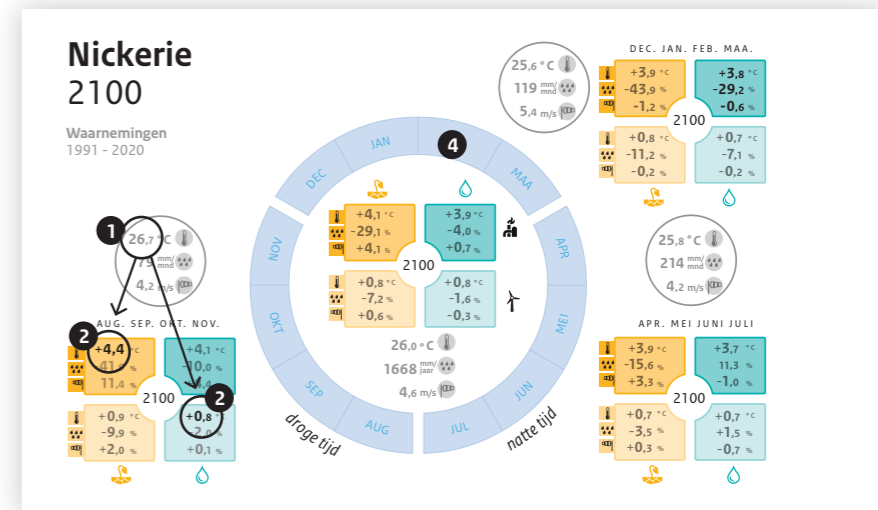 Nickerie
2100
Waarnemingen
1991 - 2020
25,6 °C
119 mm/mnd
5,4 m/s
DEC. JAN. FEB. MAA.
+3,9 °C
-43,9 %
-1,2 %
+3,8 °C
-29,2 %
-0,6 %
2100
+0,8 °C
-11,2 %
-0,2 %
+0,7 °C
-7,1 %
-0,2 %
JAN
4
DEC
MAA
NOV
APR
OKT
MEI
SEP
JUN
AUG
JUL
droge tijd
natte tijd
+4,1 °C
-29,1 %
+4,1 %
+3,9 °C
-4,0 %
+0,7 %
2100
+0,8 °C
-7,2 %
+0,6 %
+0,8 °C
-1,6 %
-0,3 %
26,0 °C
1668 mm/jaar
4,6 m/s
1
26,7 °C
79 mm/mnd
4,2 m/s
AUG. SEP. OKT. NOV.
2
+4,4 °C
%
11,4 %
+4,1 °C
-10,0 %
%
2100
2
+0,9 °C
-9,9 %
+2,0 %
+0,8 °C
-2,0 %
+0,1 %
25,8 °C
214 mm/mnd
4,2 m/s
APR. MEI JUNI JULI
+3,9 °C
-15,6 %
+3,3 %
+3,7 °C
11,3 %
-1,0 %
2100
+0,7 °C
-3,5 %
+0,3 %
+0,7 °C
+1,5 %
-0,7 %